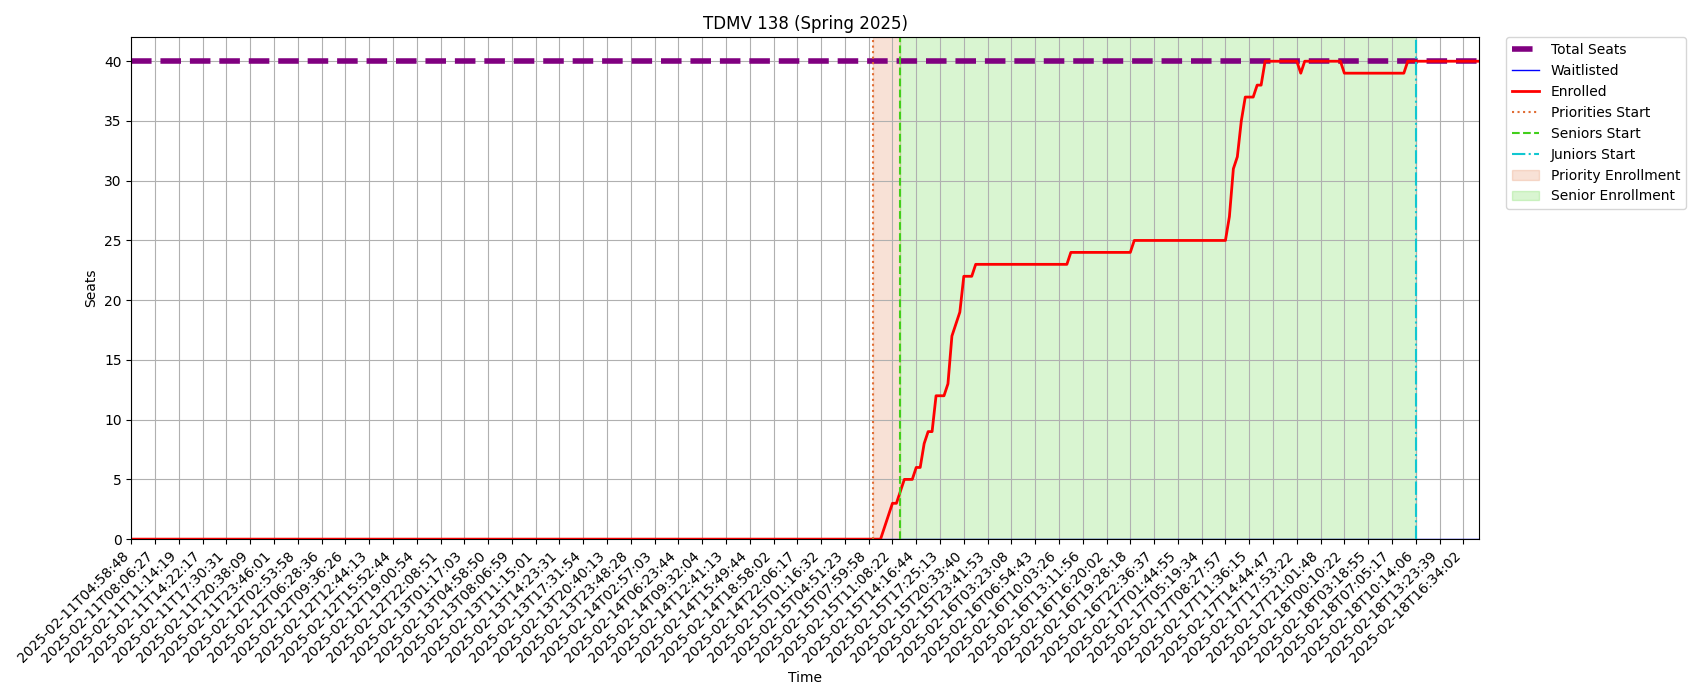 TDMV 138 (Spring 2025)
Total Seats
Waitlisted
Enrolled
Priorities Start
Seniors Start
Juniors Start
Priority Enrollment
Senior Enrollment
Seats
40
35
30
25
20
15
10
5
0
2025-02-11T04:58:48
2025-02-11T08:06:27
2025-02-11T11:14:19
2025-02-11T14:22:17
2025-02-11T17:30:31
2025-02-11T20:38:09
2025-02-11T23:46:01
2025-02-12T02:53:58
2025-02-12T06:28:36
2025-02-12T09:36:26
2025-02-12T12:44:13
2025-02-12T15:52:44
2025-02-12T19:00:54
2025-02-12T22:08:51
2025-02-13T01:17:03
2025-02-13T04:58:50
2025-02-13T08:06:59
2025-02-13T11:15:01
2025-02-13T14:23:31
2025-02-13T17:31:54
2025-02-13T20:40:13
2025-02-13T23:48:28
2025-02-14T02:57:03
2025-02-14T06:23:44
2025-02-14T09:32:04
2025-02-14T12:41:13
2025-02-14T15:49:44
2025-02-14T18:58:02
2025-02-14T22:06:17
2025-02-15T01:16:32
2025-02-15T04:51:23
2025-02-15T07:59:58
2025-02-15T11:08:22
2025-02-15T14:16:44
2025-02-15T17:25:13
2025-02-15T20:33:40
2025-02-15T23:41:53
2025-02-16T03:23:08
2025-02-16T06:54:43
2025-02-16T10:03:26
2025-02-16T13:11:56
2025-02-16T16:20:02
2025-02-16T19:28:18
2025-02-16T22:36:37
2025-02-17T01:44:55
2025-02-17T05:19:34
2025-02-17T08:27:57
2025-02-17T11:36:15
2025-02-17T14:44:47
2025-02-17T17:53:22
2025-02-17T21:01:48
2025-02-18T00:10:22
2025-02-18T03:18:55
2025-02-18T07:05:17
2025-02-18T10:14:06
2025-02-18T13:23:39
2025-02-18T16:34:02
Time